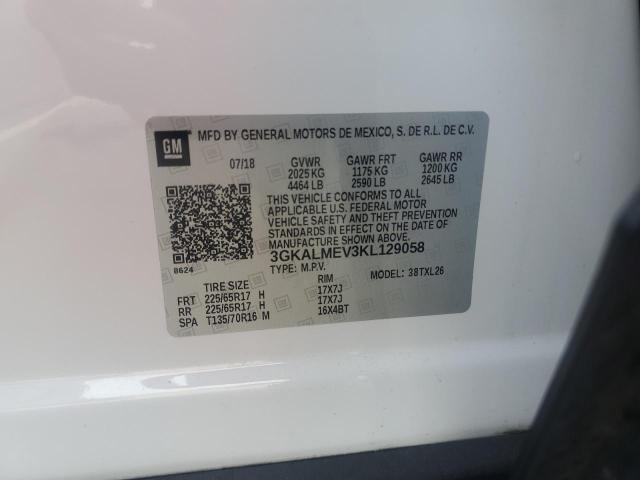 GM MFD BY GENERAL MOTORS DE MEXICO, S. DE R.L. DE C.V.
07/18 GVWR GAWR FRT GAWR RR
2025 KG 1175 KG 1200 KG
4464 LB 2590 LB 2645 LB
THIS VEHICLE CONFORMS TO ALL
APPLICABLE U.S. FEDERAL MOTOR
VEHICLE SAFETY AND THEFT PREVENTION
STANDARDS IN EFFECT ON THE DATE OF
MANUFACTURE SHOWN ABOVE.
3GKALMEV3KL129058
8624 TYPE: M.P.V. MODEL: 38TXL26
TIRE SIZE RIM
FRT 225/65R17 H 17X7J
RR 225/65R17 H 17X7J
SPA T135/70R16 M 16X4BT